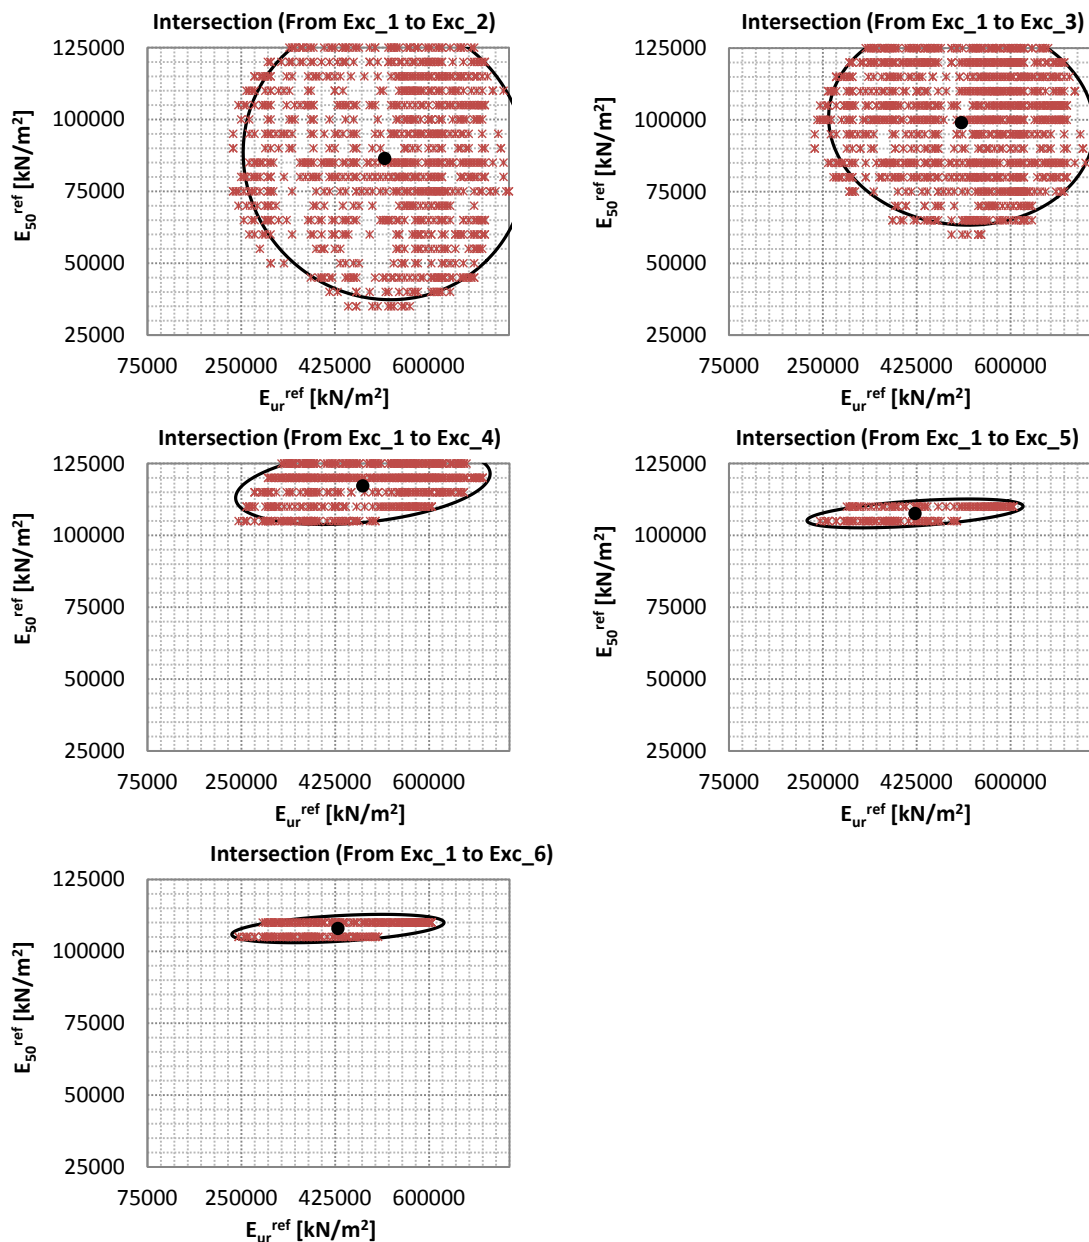 Intersection (From Exc_1 to Exc_2)
125000
100000
75000
50000
25000
E₅₀ʳᵉᶠ [kN/m²]
75000 250000 425000 600000
Eᵤᵣʳᵉᶠ [kN/m²]
Intersection (From Exc_1 to Exc_3)
125000
100000
75000
50000
25000
E₅₀ʳᵉᶠ [kN/m²]
75000 250000 425000 600000
Eᵤᵣʳᵉᶠ [kN/m²]
Intersection (From Exc_1 to Exc_4)
125000
100000
75000
50000
25000
E₅₀ʳᵉᶠ [kN/m²]
75000 250000 425000 600000
Eᵤᵣʳᵉᶠ [kN/m²]
Intersection (From Exc_1 to Exc_5)
125000
100000
75000
50000
25000
E₅₀ʳᵉᶠ [kN/m²]
75000 250000 425000 600000
Eᵤᵣʳᵉᶠ [kN/m²]
Intersection (From Exc_1 to Exc_6)
125000
100000
75000
50000
25000
E₅₀ʳᵉᶠ [kN/m²]
75000 250000 425000 600000
Eᵤᵣʳᵉᶠ [kN/m²]